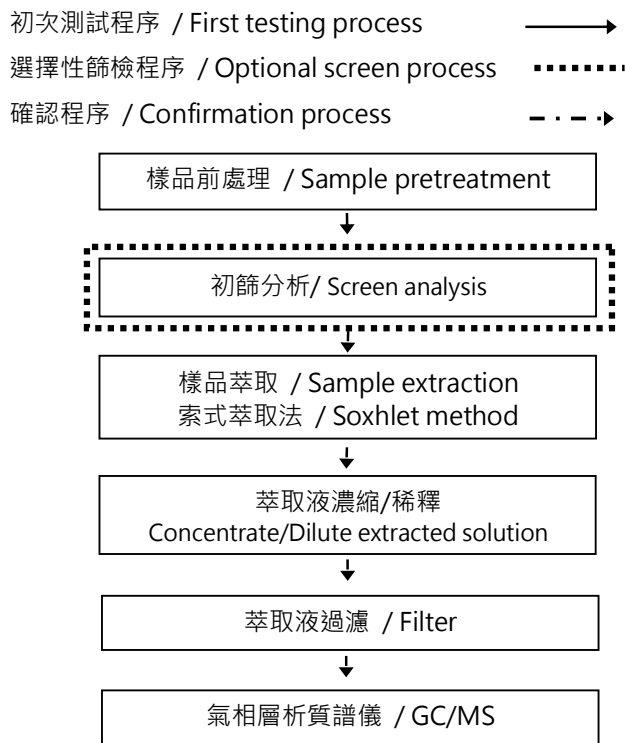 初次測試程序 / First testing process
選擇性篩檢程序 / Optional screen process
確認程序 / Confirmation process
樣品前處理 / Sample pretreatment
初篩分析/ Screen analysis
樣品萃取 / Sample extraction
索式萃取法 / Soxhlet method
萃取液濃縮/稀釋
Concentrate/Dilute extracted solution
萃取液過濾 / Filter
氣相層析質譜儀 / GC/MS